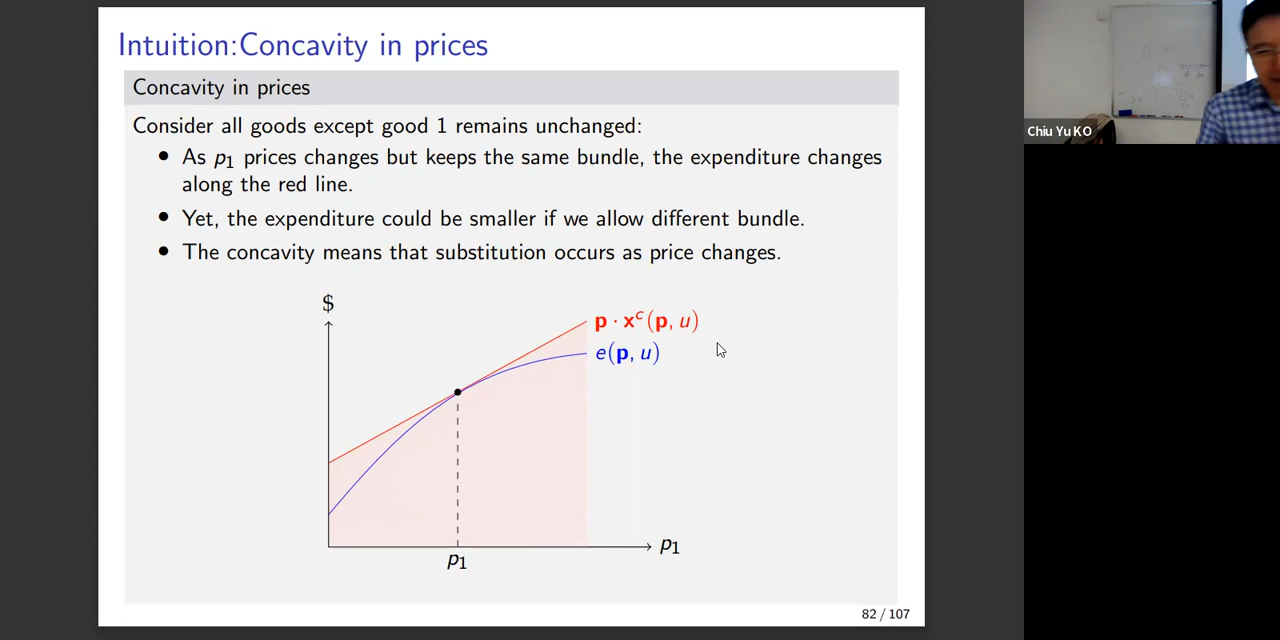 Intuition:Concavity in prices
Concavity in prices
Consider all goods except good 1 remains unchanged:
• As p₁ prices changes but keeps the same bundle, the expenditure changes
along the red line.
• Yet, the expenditure could be smaller if we allow different bundle.
• The concavity means that substitution occurs as price changes.
$
p · xᶜ(p, u)
e(p, u)
p₁
p₁
82 / 107
Chiu Yu KO